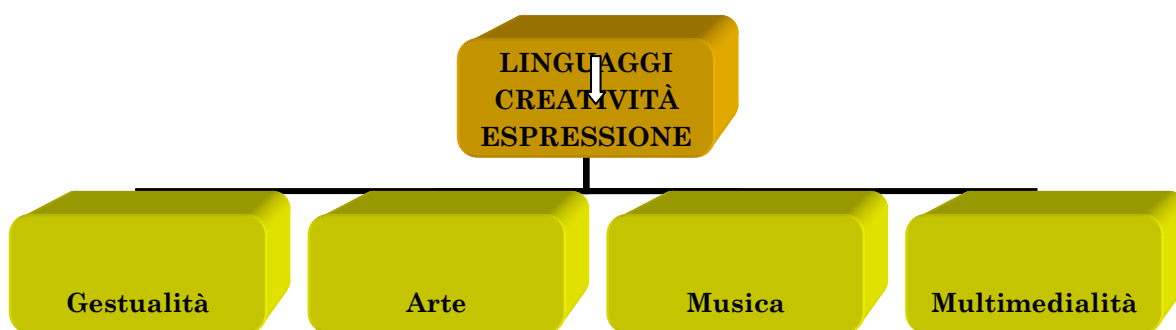 LINGUAGGI
CREATIVITÀ
ESPRESSIONE
Gestualità
Arte
Musica
Multimedialità